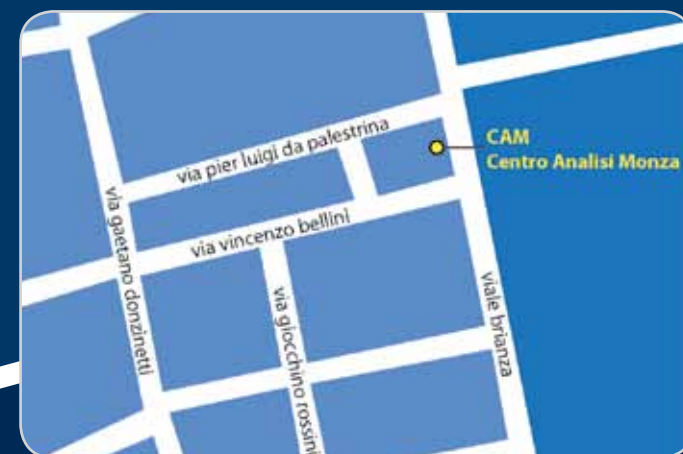 via pier luigi da palestrina
CAM
Centro Analisi Monza
via vincenzo bellini
via gaetano donzinetti
via giocchino rossini
viale brianza